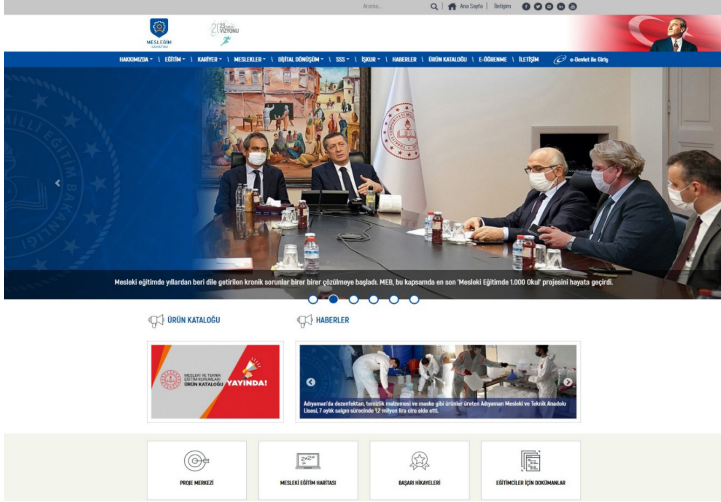 Arama...
Ana Sayfa
İletişim
MESLEĞİM
HAYATIM
2023
VİZYONU
HAKKIMIZDA
EĞİTİM
KARİYER
MESLEKLER
DİJİTAL DÖNÜŞÜM
SSS
İŞKUR
HABERLER
ÜRÜN KATALOĞU
E-ÖĞRENME
İLETİŞİM
e-Devlet ile Giriş
Mesleki eğitimde yıllardan beri dile getirilen kronik sorunlar birer birer çözülmeye başladı. MEB, bu kapsamda en son 'Mesleki Eğitimde 1.000 Okul' projesini hayata geçirdi.
ÜRÜN KATALOĞU
HABERLER
MESLEKİ VE TEKNİK
EĞİTİM KURUMLARI
ÜRÜN KATALOĞU
YAYINDA!
Adıyaman'da dezenfektan, temizlik malzemesi ve maske gibi ürünler üreten Adıyaman Mesleki ve Teknik Anadolu
Lisesi, 7 aylık salgın sürecinde 1,2 milyon lira ciro elde etti.
PROJE MERKEZİ
MESLEKİ EĞİTİM HARİTASI
BAŞARI HİKAYELERİ
EĞİTİMCİLER İÇİN DOKÜMANLAR